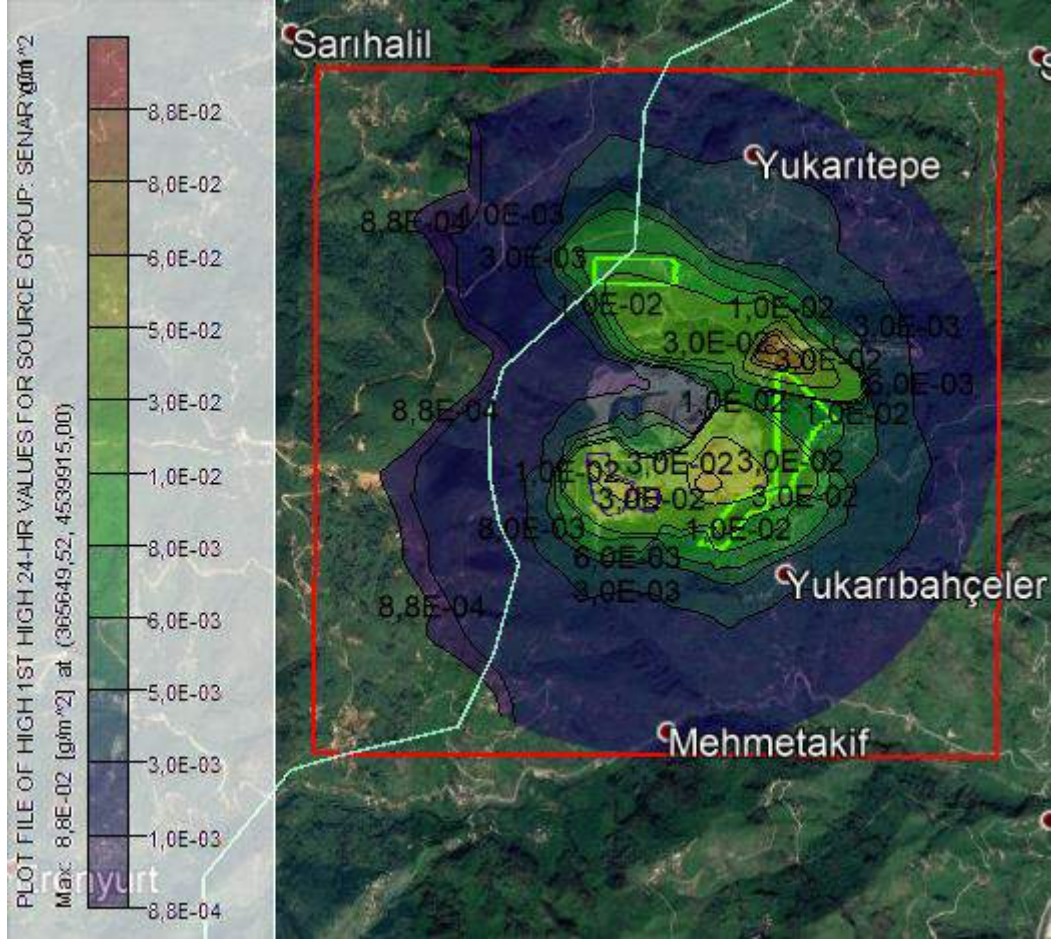 PLOT FILE OF HIGH 1ST HIGH 24-HR VALUES FOR SOURCE GROUP: SENARY
g/m^2
Max: 8,8E-02 [g/m^2] at (365649,52, 4539915,00)
8,8E-02
8,0E-02
6,0E-02
5,0E-02
3,0E-02
1,0E-02
8,0E-03
6,0E-03
5,0E-03
3,0E-03
1,0E-03
8,8E-04
Sarıhalil
Yukarıtepe
8,8E-04
1,0E-03
3,0E-03
1,0E-02
1,0E-02
3,0E-03
3,0E-02
3,0E-02
6,0E-03
8,8E-04
1,0E-02
1,0E-02
1,0E-02
3,0E-02
3,0E-02
3,0E-02
3,0E-02
8,0E-03
1,0E-02
6,0E-03
3,0E-03
Yukarıbahçeler
8,8E-04
Mehmetakif